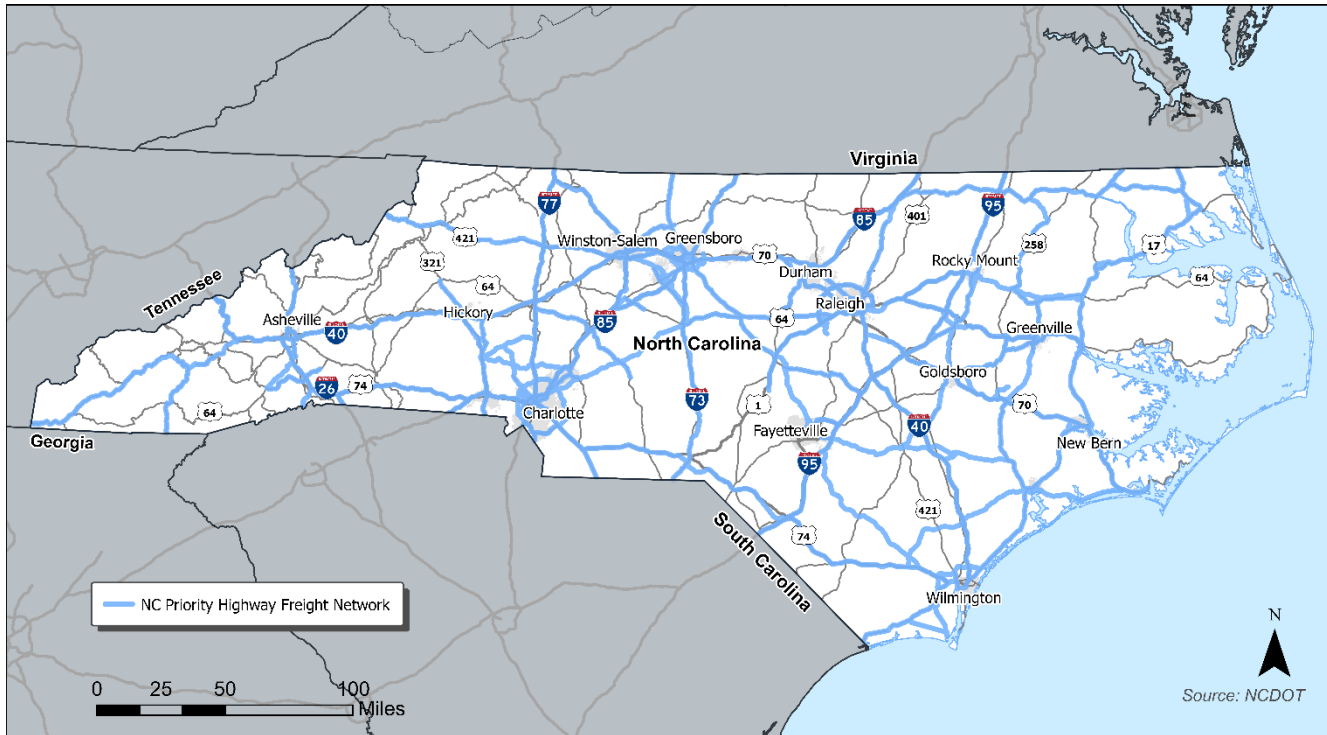 Virginia
77
85
401
95
421
Winston-Salem
Greensboro
70
Durham
Rocky Mount
258
17
321
64
64
Tennessee
Asheville
40
Hickory
85
64
Raleigh
North Carolina
Greenville
Goldsboro
26
74
73
1
70
64
Charlotte
Fayetteville
40
New Bern
Georgia
95
421
74
South Carolina
Wilmington
NC Priority Highway Freight Network
N
0 25 50 100
Miles
Source: NCDOT